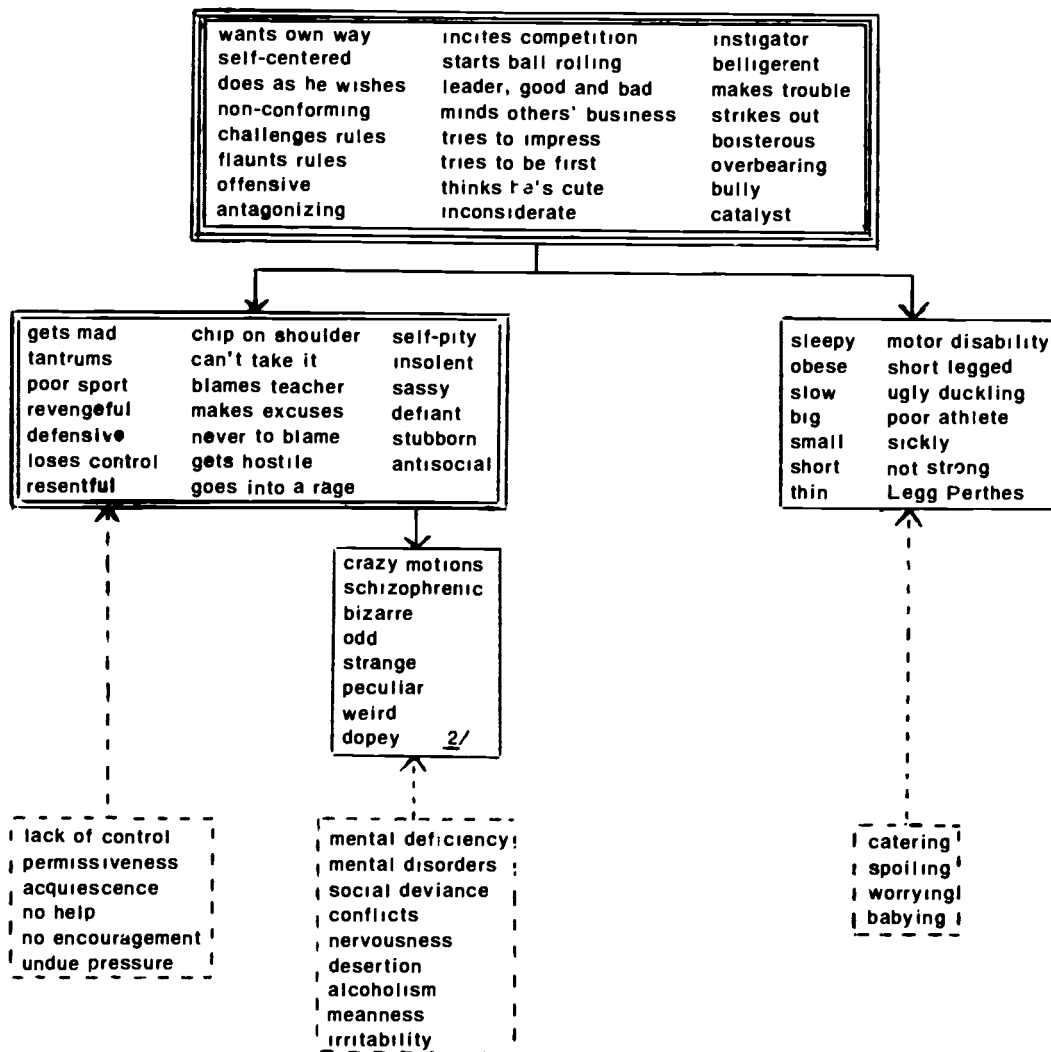 wants own way incites competition instigator
self-centered starts ball rolling belligerent
does as he wishes leader, good and bad makes trouble
non-conforming minds others' business strikes out
challenges rules tries to impress boisterous
flaunts rules tries to be first overbearing
offensive thinks he's cute bully
antagonizing inconsiderate catalyst
gets mad chip on shoulder self-pity
tantrums can't take it insolent
poor sport blames teacher sassy
revengeful makes excuses defiant
defensive never to blame stubborn
loses control gets hostile antisocial
resentful goes into a rage
sleepy motor disability
obese short legged
slow ugly duckling
big poor athlete
small sickly
short not strong
thin Legg Perthes
crazy motions
schizophrenic
bizarre
odd
strange
peculiar
weird
dopey 2/
lack of control
permissiveness
acquiescence
no help
no encouragement
undue pressure
mental deficiency
mental disorders
social deviance
conflicts
nervousness
desertion
alcoholism
meanness
irritability
catering
spoiling
worrying
babying